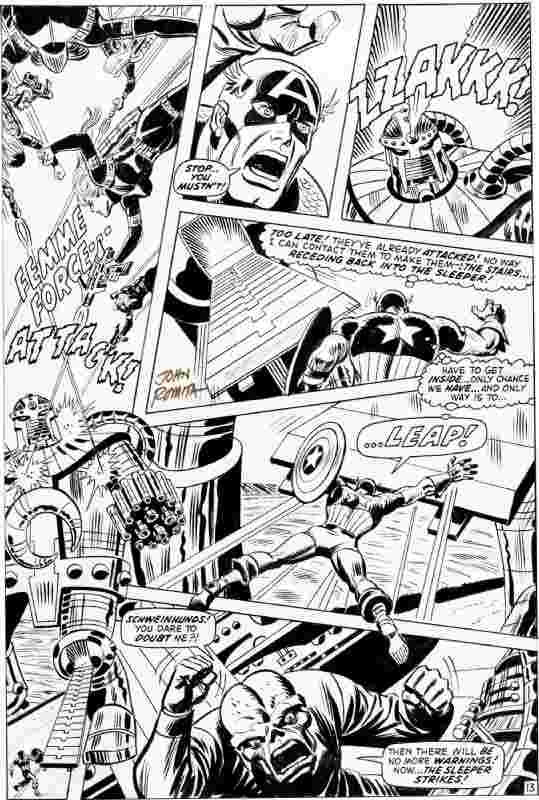 FEMME
FORCE--
ATTACK!
STOP...
YOU
MUSTN'T!
A
ZZAKKK!
TOO LATE! THEY'VE ALREADY ATTACKED! NO WAY
I CAN CONTACT THEM TO MAKE THEM--! THE STAIRS...
RECEDING BACK INTO THE SLEEPER!
JOHN
ROMITA
HAVE TO GET
INSIDE...ONLY CHANCE
WE HAVE...AND ONLY
WAY IS TO...
...LEAP!
SCHWEINHUNDS!
YOU DARE TO
DOUBT ME?!
THEN THERE WILL BE
NO MORE WARNINGS!
NOW...THE SLEEPER
STRIKES!
13